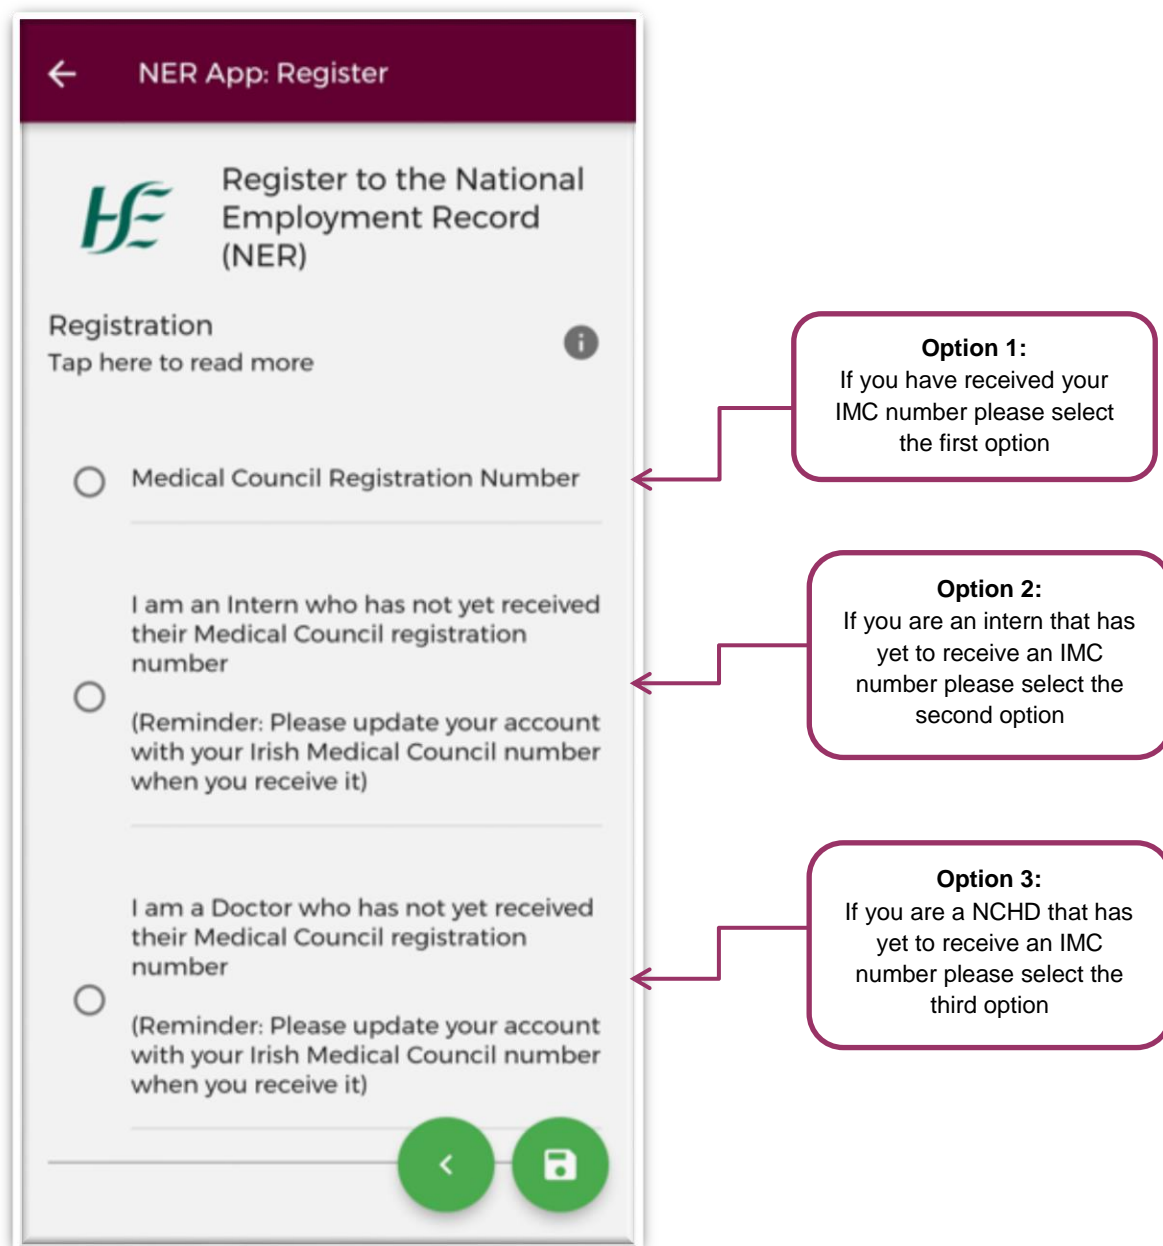 NER App: Register
HSE
Register to the National
Employment Record
(NER)
Registration
Tap here to read more
i
Medical Council Registration Number
I am an Intern who has not yet received
their Medical Council registration
number
(Reminder: Please update your account
with your Irish Medical Council number
when you receive it)
I am a Doctor who has not yet received
their Medical Council registration
number
(Reminder: Please update your account
with your Irish Medical Council number
when you receive it)
Option 1:
If you have received your
IMC number please select
the first option
Option 2:
If you are an intern that has
yet to receive an IMC
number please select the
second option
Option 3:
If you are a NCHD that has
yet to receive an IMC
number please select the
third option